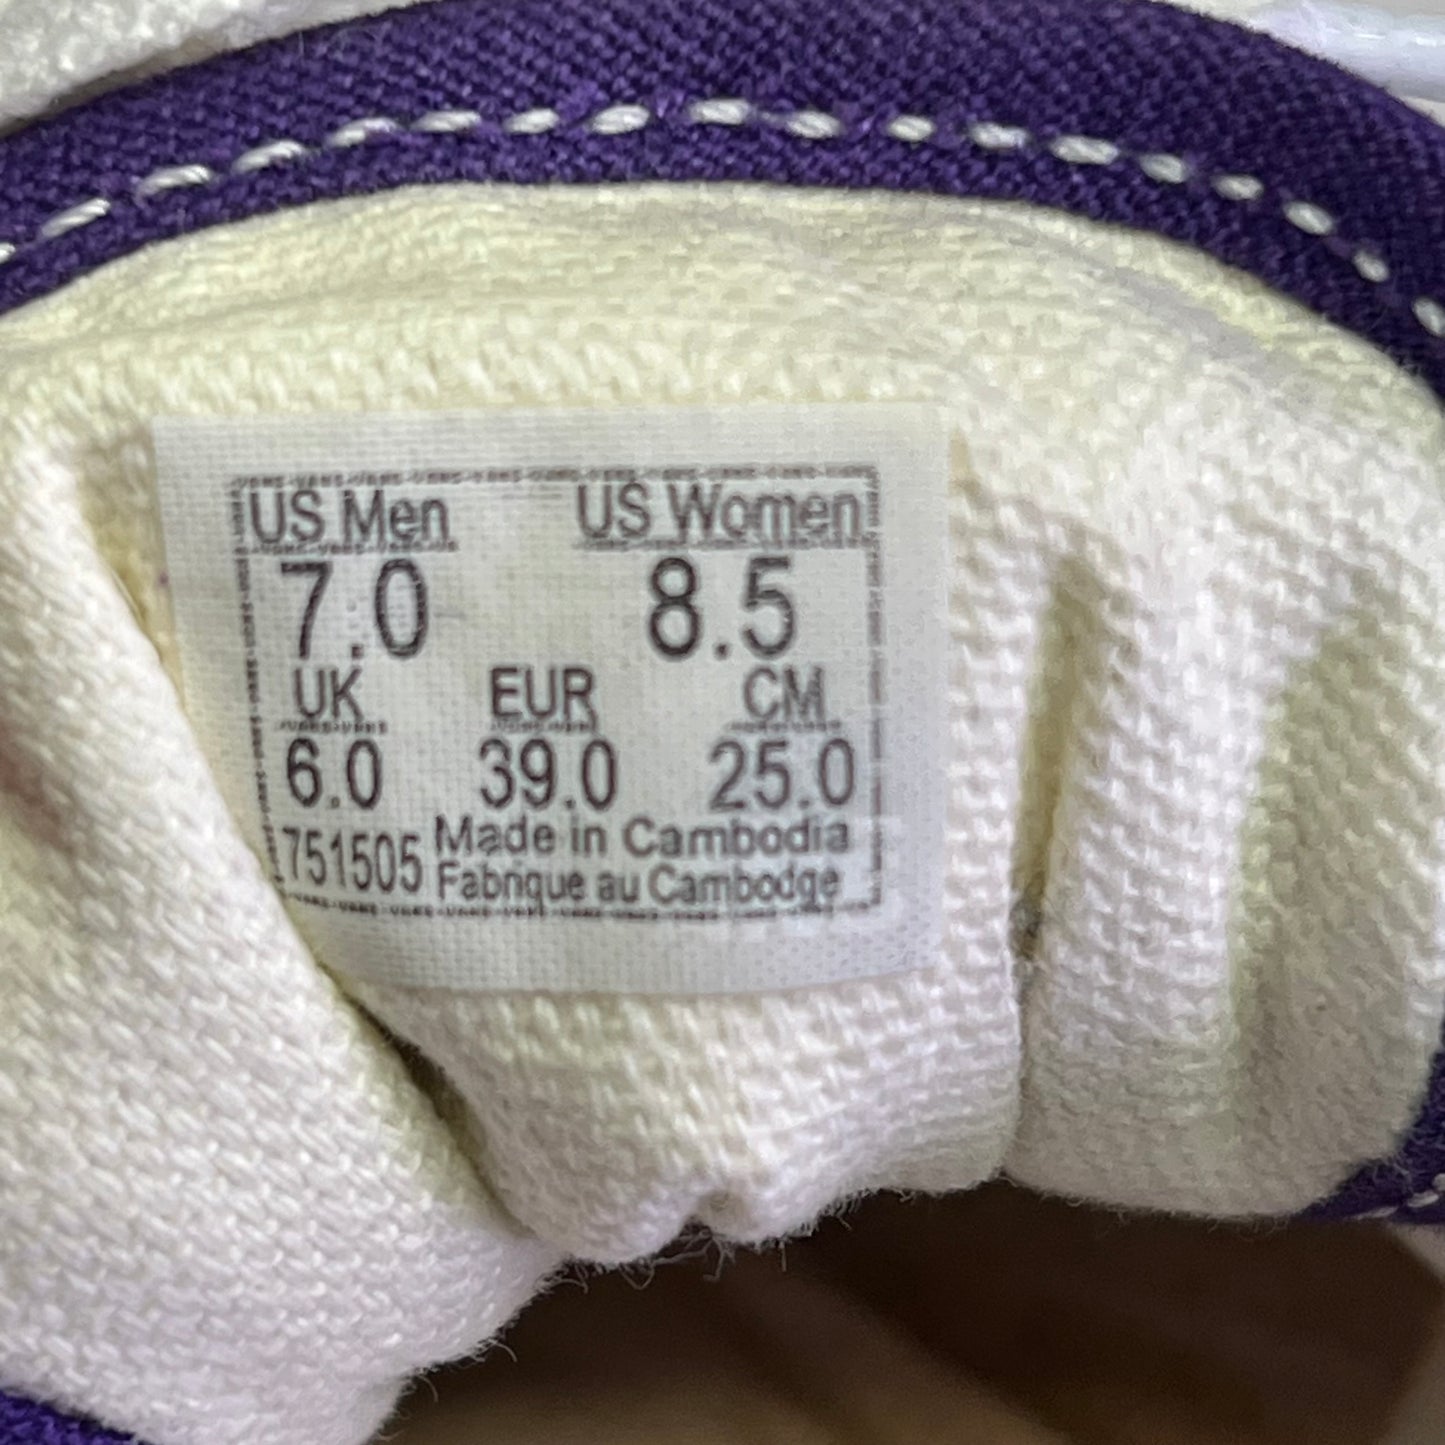 US Men US Women
7.0 8.5
UK EUR CM
6.0 39.0 25.0
751505 Made in Cambodia
Fabrique au Cambodge